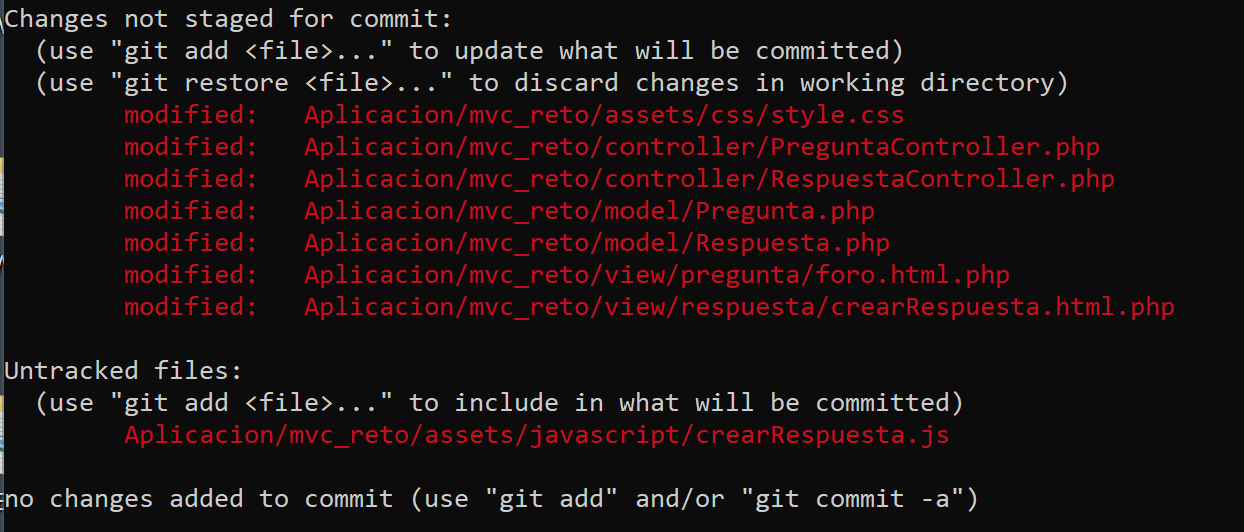 Changes not staged for commit:
  (use "git add <file>..." to update what will be committed)
  (use "git restore <file>..." to discard changes in working directory)
        modified:   Aplicacion/mvc_reto/assets/css/style.css
        modified:   Aplicacion/mvc_reto/controller/PreguntaController.php
        modified:   Aplicacion/mvc_reto/controller/RespuestaController.php
        modified:   Aplicacion/mvc_reto/model/Pregunta.php
        modified:   Aplicacion/mvc_reto/model/Respuesta.php
        modified:   Aplicacion/mvc_reto/view/pregunta/foro.html.php
        modified:   Aplicacion/mvc_reto/view/respuesta/crearRespuesta.html.php

Untracked files:
  (use "git add <file>..." to include in what will be committed)
        Aplicacion/mvc_reto/assets/javascript/crearRespuesta.js

no changes added to commit (use "git add" and/or "git commit -a")